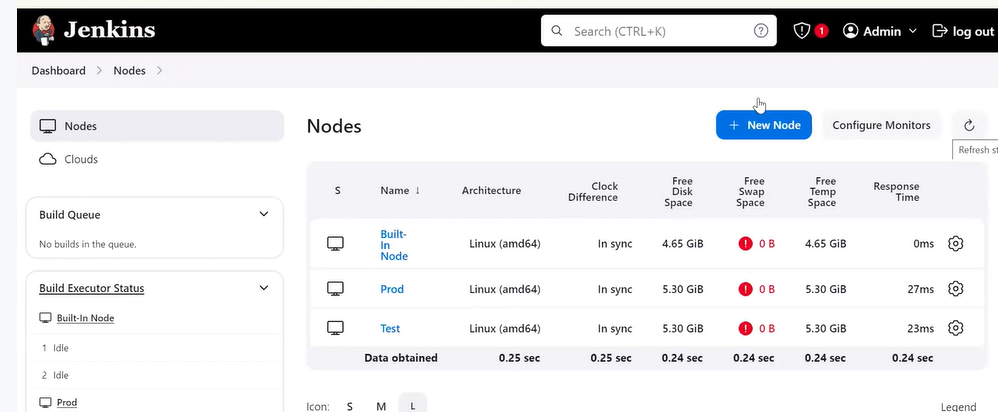 Jenkins
Search (CTRL+K)
1
Admin
log out
Dashboard
Nodes
Nodes
Clouds
Build Queue
No builds in the queue.
Build Executor Status
Built-In Node
1 Idle
2 Idle
Prod
Nodes
+ New Node
Configure Monitors
Refresh st
S Name ↓ Architecture Clock Difference Free Disk Space Free Swap Space Free Temp Space Response Time
Built-In Node Linux (amd64) In sync 4.65 GiB 0 B 4.65 GiB 0ms
Prod Linux (amd64) In sync 5.30 GiB 0 B 5.30 GiB 27ms
Test Linux (amd64) In sync 5.30 GiB 0 B 5.30 GiB 23ms
Data obtained 0.25 sec 0.25 sec 0.24 sec 0.24 sec 0.24 sec 0.24 sec
Icon: S M L
Legend